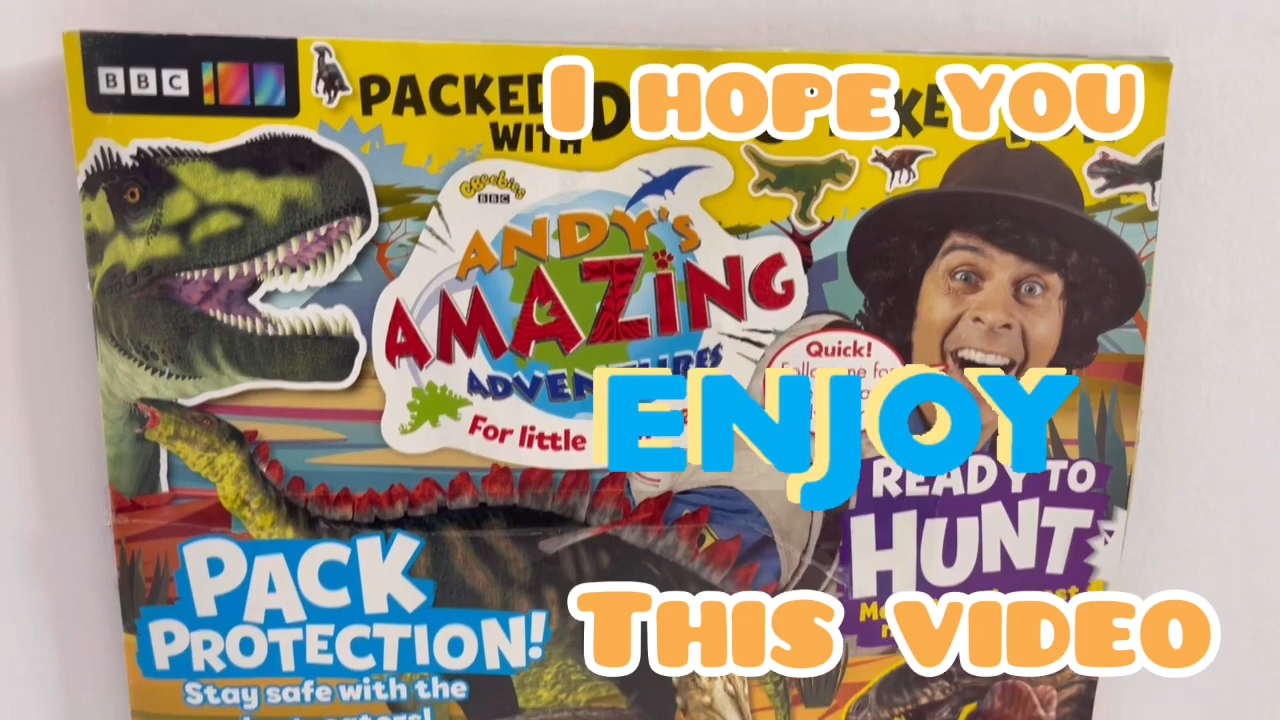 BBC
PACKED
WITH
I HOPE YOU
CBeebies
BBC
ANDY'S
AMAZING
ADVENTURES
For little
Quick!
ENJOY
READY TO
HUNT
PACK
PROTECTION!
Stay safe with the
THIS VIDEO